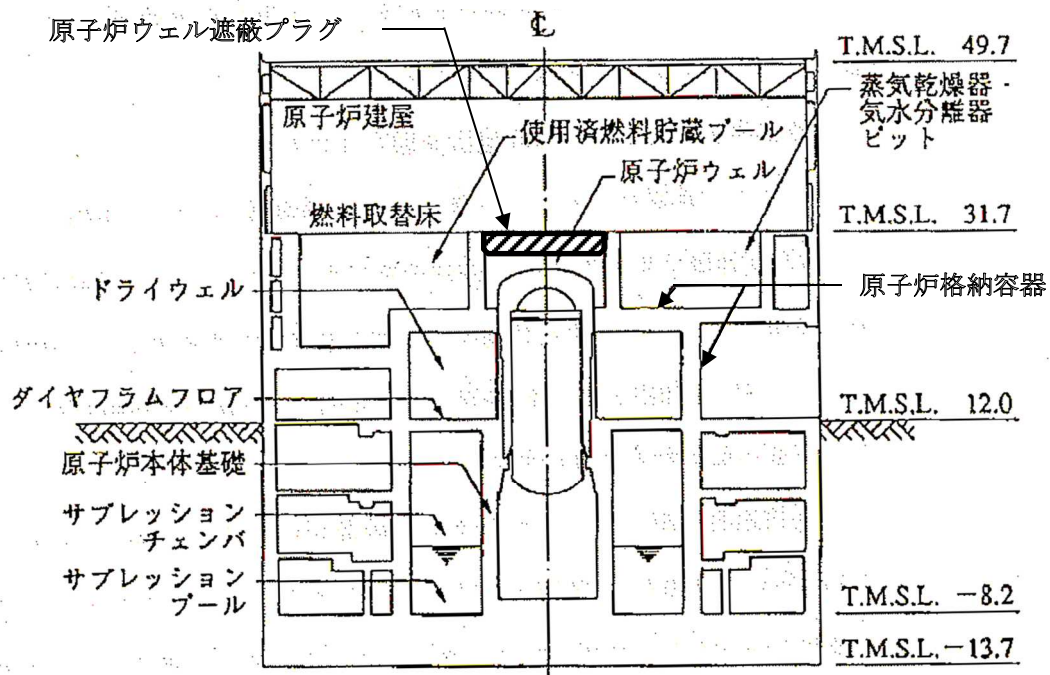 原子炉ウェル遮蔽プラグ
℄
T.M.S.L. 49.7
蒸気乾燥器・
気水分離器
ピット
原子炉建屋
使用済燃料貯蔵プール
原子炉ウェル
燃料取替床
T.M.S.L. 31.7
ドライウェル
原子炉格納容器
ダイヤフラムフロア
T.M.S.L. 12.0
原子炉本体基礎
サプレッション
チェンバ
サプレッション
プール
T.M.S.L. －8.2
T.M.S.L.－13.7